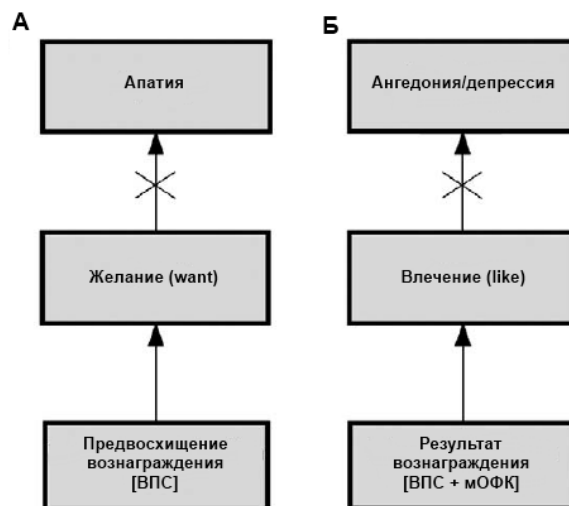 А
Апатия
Желание (want)
Предвосхищение
вознаграждения
[ВПС]
Б
Ангедония/депрессия
Влечение (like)
Результат
вознаграждения
[ВПС + мОФК]